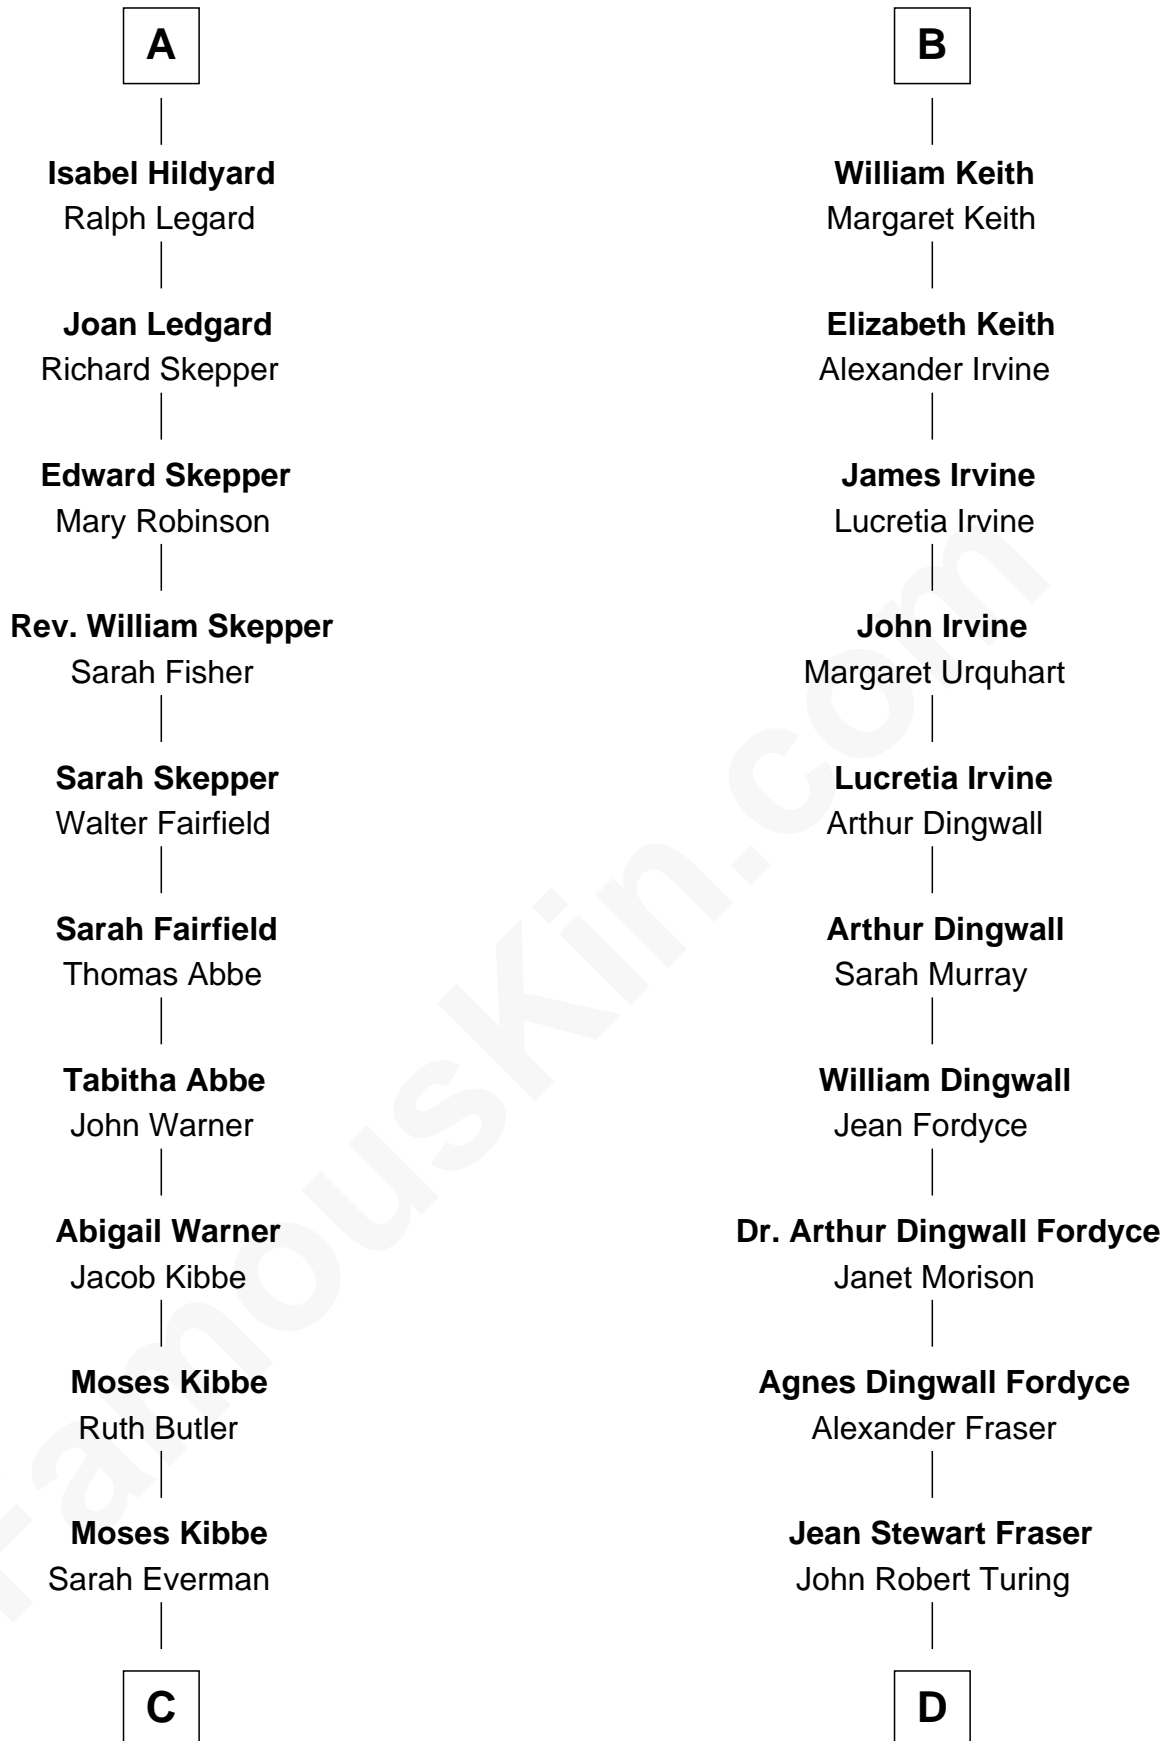 A
Isabel Hildyard
Ralph Legard
Joan Ledgard
Richard Skepper
Edward Skepper
Mary Robinson
Rev. William Skepper
Sarah Fisher
Sarah Skepper
Walter Fairfield
Sarah Fairfield
Thomas Abbe
Tabitha Abbe
John Warner
Abigail Warner
Jacob Kibbe
Moses Kibbe
Ruth Butler
Moses Kibbe
Sarah Everman
C
B
William Keith
Margaret Keith
Elizabeth Keith
Alexander Irvine
James Irvine
Lucretia Irvine
John Irvine
Margaret Urquhart
Lucretia Irvine
Arthur Dingwall
Arthur Dingwall
Sarah Murray
William Dingwall
Jean Fordyce
Dr. Arthur Dingwall Fordyce
Janet Morison
Agnes Dingwall Fordyce
Alexander Fraser
Jean Stewart Fraser
John Robert Turing
D
FamousKin.com